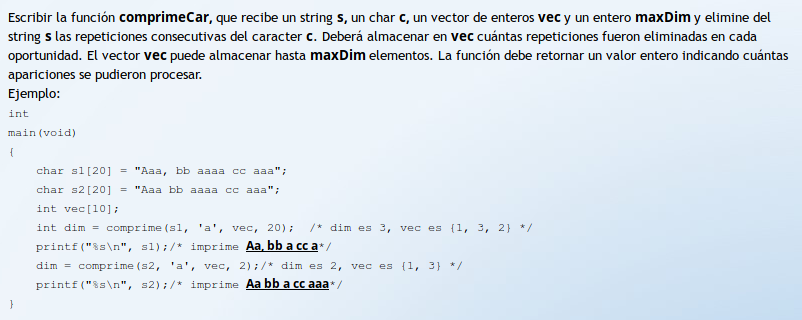 Escribir la función comprimeCar, que recibe un string s, un char c, un vector de enteros vec y un entero maxDim y elimine del
string s las repeticiones consecutivas del caracter c. Deberá almacenar en vec cuántas repeticiones fueron eliminadas en cada
oportunidad. El vector vec puede almacenar hasta maxDim elementos. La función debe retornar un valor entero indicando cuántas
apariciones se pudieron procesar.
Ejemplo:
int
main(void)
{
char s1[20] = "Aaa, bb aaaa cc aaa";
char s2[20] = "Aaa bb aaaa cc aaa";
int vec[10];
int dim = comprime(s1, 'a', vec, 20); /* dim es 3, vec es {1, 3, 2} */
printf("%s\n", s1);/* imprime Aa, bb a cc a*/
dim = comprime(s2, 'a', vec, 2);/* dim es 2, vec es {1, 3} */
printf("%s\n", s2);/* imprime Aa bb a cc aaa*/
}